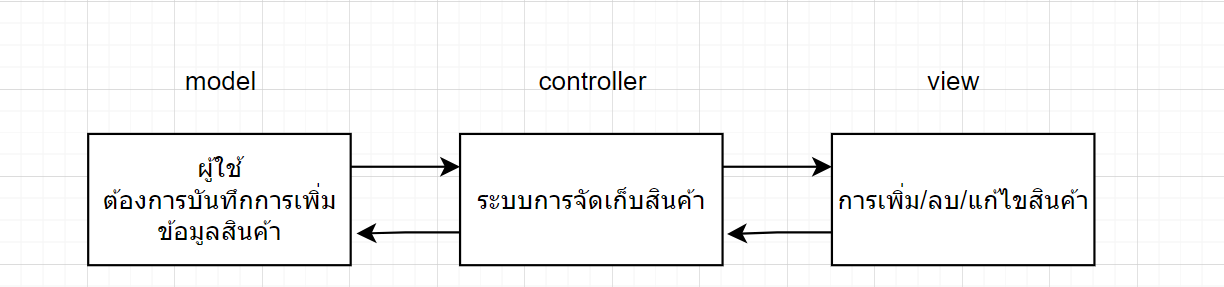 model
controller
view
ผู้ใช้
ต้องการบันทึกการเพิ่ม
ข้อมูลสินค้า
ระบบการจัดเก็บสินค้า
การเพิ่ม/ลบ/แก้ไขสินค้า